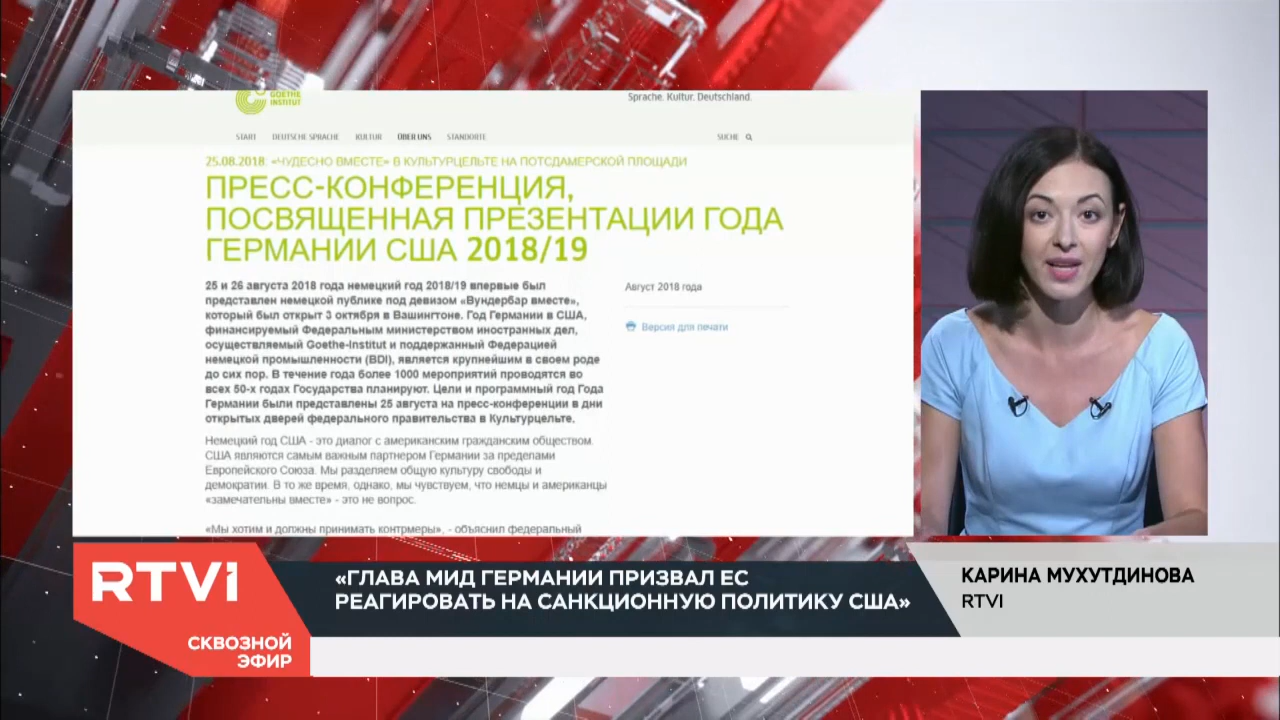 GOETHE
INSTITUT
Sprache. Kultur. Deutschland.
START DEUTSCHE SPRACHE KULTUR ÜBER UNS STANDORTE SUCHE
25.08.2018: «ЧУДЕСНО ВМЕСТЕ» В КУЛЬТУРЦЕЛЬТЕ НА ПОТСДАМЕРСКОЙ ПЛОЩАДИ
ПРЕСС-КОНФЕРЕНЦИЯ,
ПОСВЯЩЕННАЯ ПРЕЗЕНТАЦИИ ГОДА
ГЕРМАНИИ США 2018/19
25 и 26 августа 2018 года немецкий год 2018/19 впервые был
представлен немецкой публике под девизом «Вундербар вместе»,
который был открыт 3 октября в Вашингтоне. Год Германии в США,
финансируемый Федеральным министерством иностранных дел,
осуществляемый Goethe-Institut и поддержанный Федерацией
немецкой промышленности (BDI), является крупнейшим в своем роде
до сих пор. В течение года более 1000 мероприятий проводятся во
всех 50-х годах Государства планируют. Цели и программный год Года
Германии были представлены 25 августа на пресс-конференции в дни
открытых дверей федерального правительства в Культурцельте.
Август 2018 года
Версия для печати
Немецкий год США - это диалог с американским гражданским обществом.
США являются самым важным партнером Германии за пределами
Европейского Союза. Мы разделяем общую культуру свободы и
демократии. В то же время, однако, мы чувствуем, что немцы и американцы
«замечательны вместе» - это не вопрос.
«Мы хотим и должны принимать контрмеры», - объяснил федеральный
RTVI
СКВОЗНОЙ
ЭФИР
«ГЛАВА МИД ГЕРМАНИИ ПРИЗВАЛ ЕС
РЕАГИРОВАТЬ НА САНКЦИОННУЮ ПОЛИТИКУ США»
КАРИНА МУХУТДИНОВА
RTVI